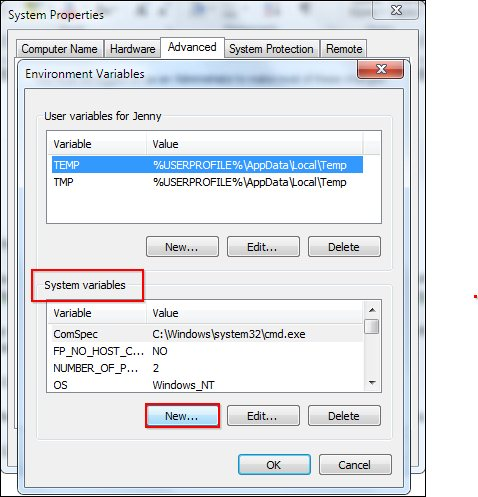 System Properties
Computer Name Hardware Advanced System Protection Remote
Environment Variables
User variables for Jenny
Variable Value
TEMP %USERPROFILE%\AppData\Local\Temp
TMP %USERPROFILE%\AppData\Local\Temp
New... Edit... Delete
System variables
Variable Value
ComSpec C:\Windows\system32\cmd.exe
FP_NO_HOST_C... NO
NUMBER_OF_P... 2
OS Windows_NT
New... Edit... Delete
OK Cancel